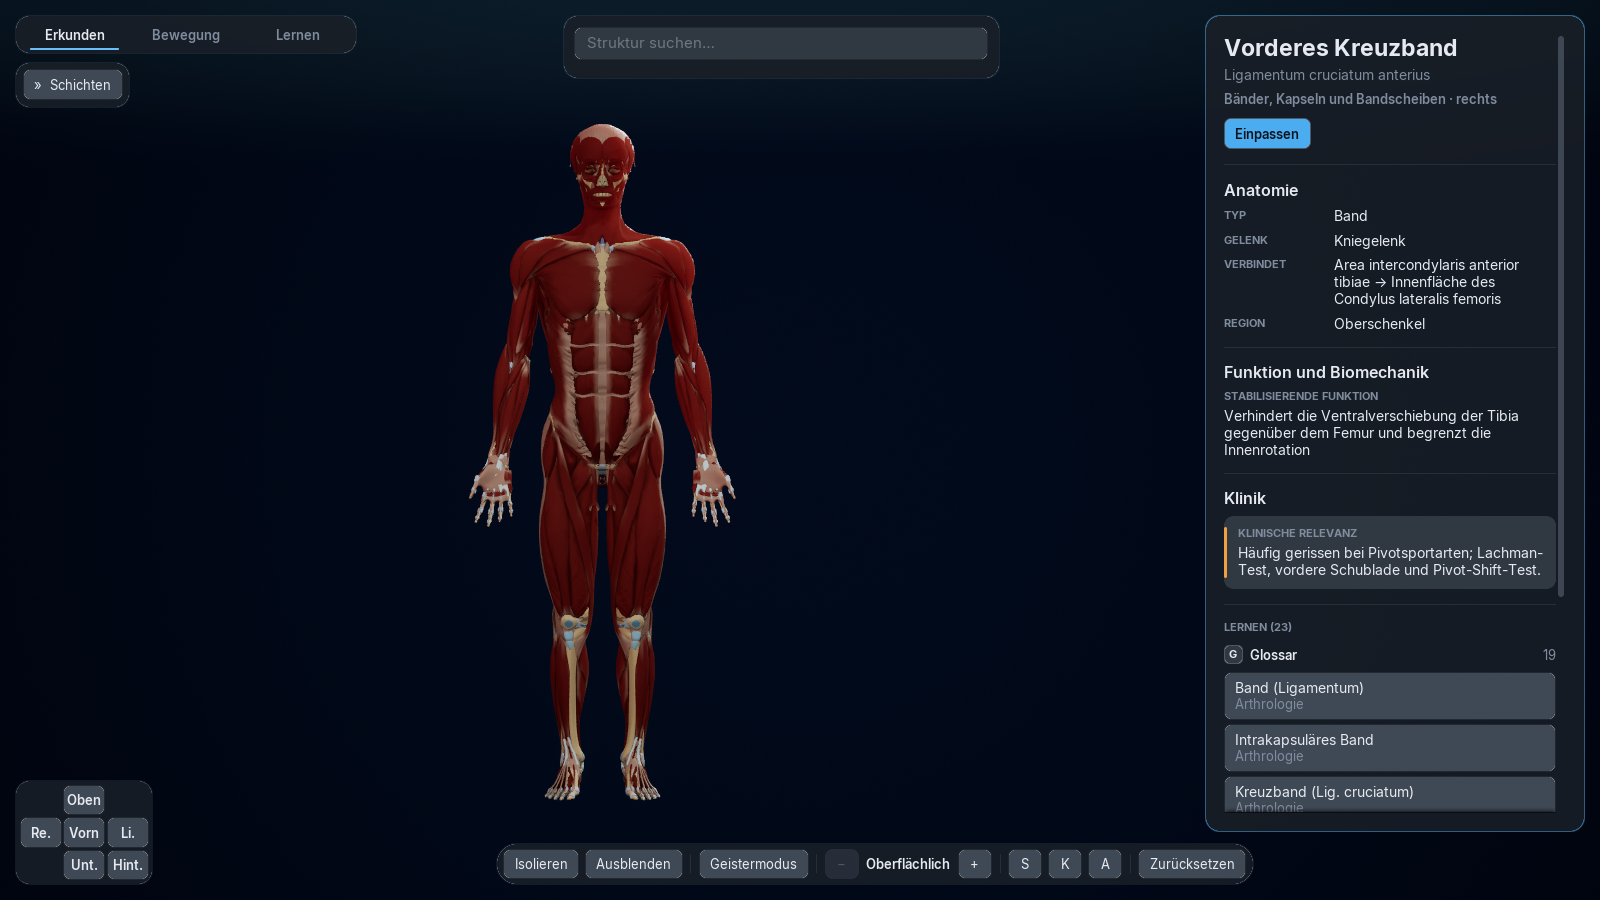 Erkunden Bewegung Lernen
» Schichten
Struktur suchen...
Vorderes Kreuzband
Ligamentum cruciatum anterius
Bänder, Kapseln und Bandscheiben · rechts
Einpassen
Anatomie
TYP Band
GELENK Kniegelenk
VERBINDET Area intercondylaris anterior
tibiae → Innenfläche des
Condylus lateralis femoris
REGION Oberschenkel
Funktion und Biomechanik
STABILISIERENDE FUNKTION
Verhindert die Ventralverschiebung der Tibia
gegenüber dem Femur und begrenzt die
Innenrotation
Klinik
KLINISCHE RELEVANZ
Häufig gerissen bei Pivotsportarten; Lachman-
Test, vordere Schublade und Pivot-Shift-Test.
LERNEN (23)
G Glossar 19
Band (Ligamentum)
Arthrologie
Intrakapsuläres Band
Arthrologie
Kreuzband (Lig. cruciatum)
Arthrologie
Oben
Re. Vorn Li.
Unt. Hint.
Isolieren Ausblenden Geistermodus − Oberflächlich + S K A Zurücksetzen